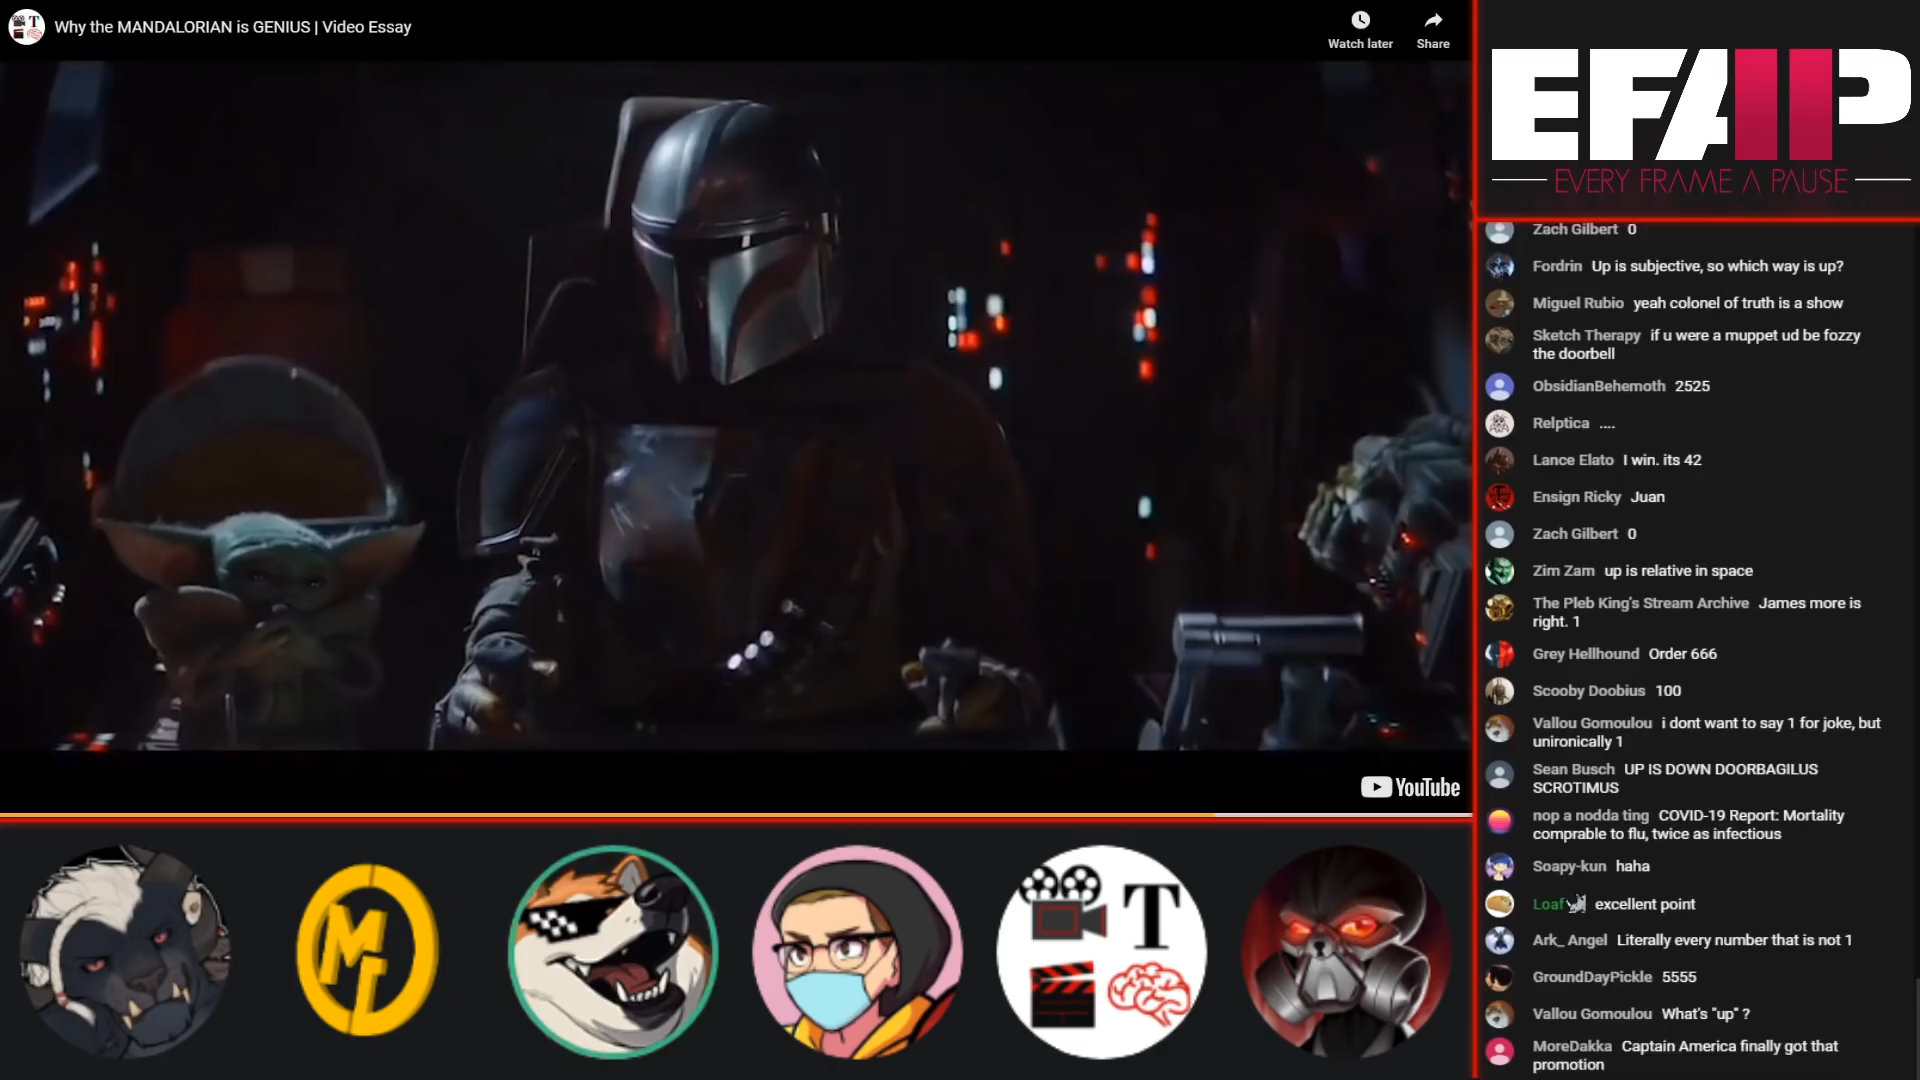 Why the MANDALORIAN is GENIUS | Video Essay
Watch later
Share
YouTube
T
EFAP
EVERY FRAME A PAUSE
Zach Gilbert 0
Fordrin Up is subjective, so which way is up?
Miguel Rubio yeah colonel of truth is a show
Sketch Therapy if u were a muppet ud be fozzy
the doorbell
ObsidianBehemoth 2525
Relptica ....
Lance Elato I win. its 42
Ensign Ricky Juan
Zach Gilbert 0
Zim Zam up is relative in space
The Pleb King's Stream Archive James more is
right. 1
Grey Hellhound Order 666
Scooby Doobius 100
Vallou Gomoulou i dont want to say 1 for joke, but
unironically 1
Sean Busch UP IS DOWN DOORBAGILUS
SCROTIMUS
nop a nodda ting COVID-19 Report: Mortality
comprable to flu, twice as infectious
Soapy-kun haha
Loaf excellent point
Ark_ Angel Literally every number that is not 1
GroundDayPickle 5555
Vallou Gomoulou What's "up" ?
MoreDakka Captain America finally got that
promotion
T